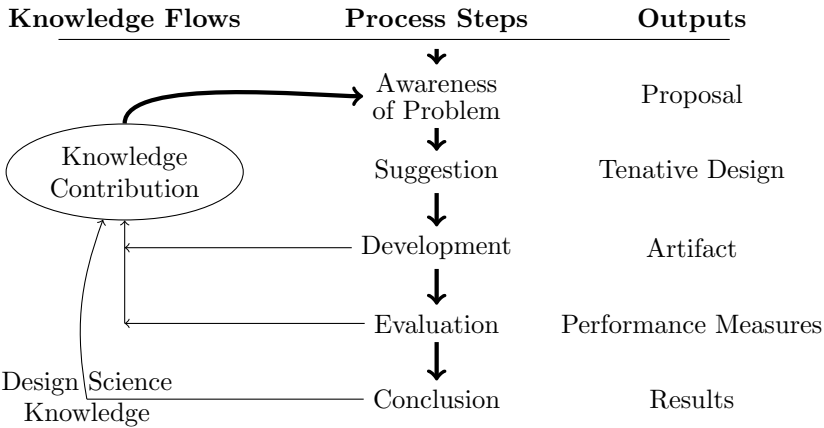 Knowledge Flows Process Steps Outputs
Awareness
of Problem
Proposal
Knowledge
Contribution
Suggestion
Tenative Design
Development
Artifact
Evaluation
Performance Measures
Design Science
Knowledge
Conclusion
Results